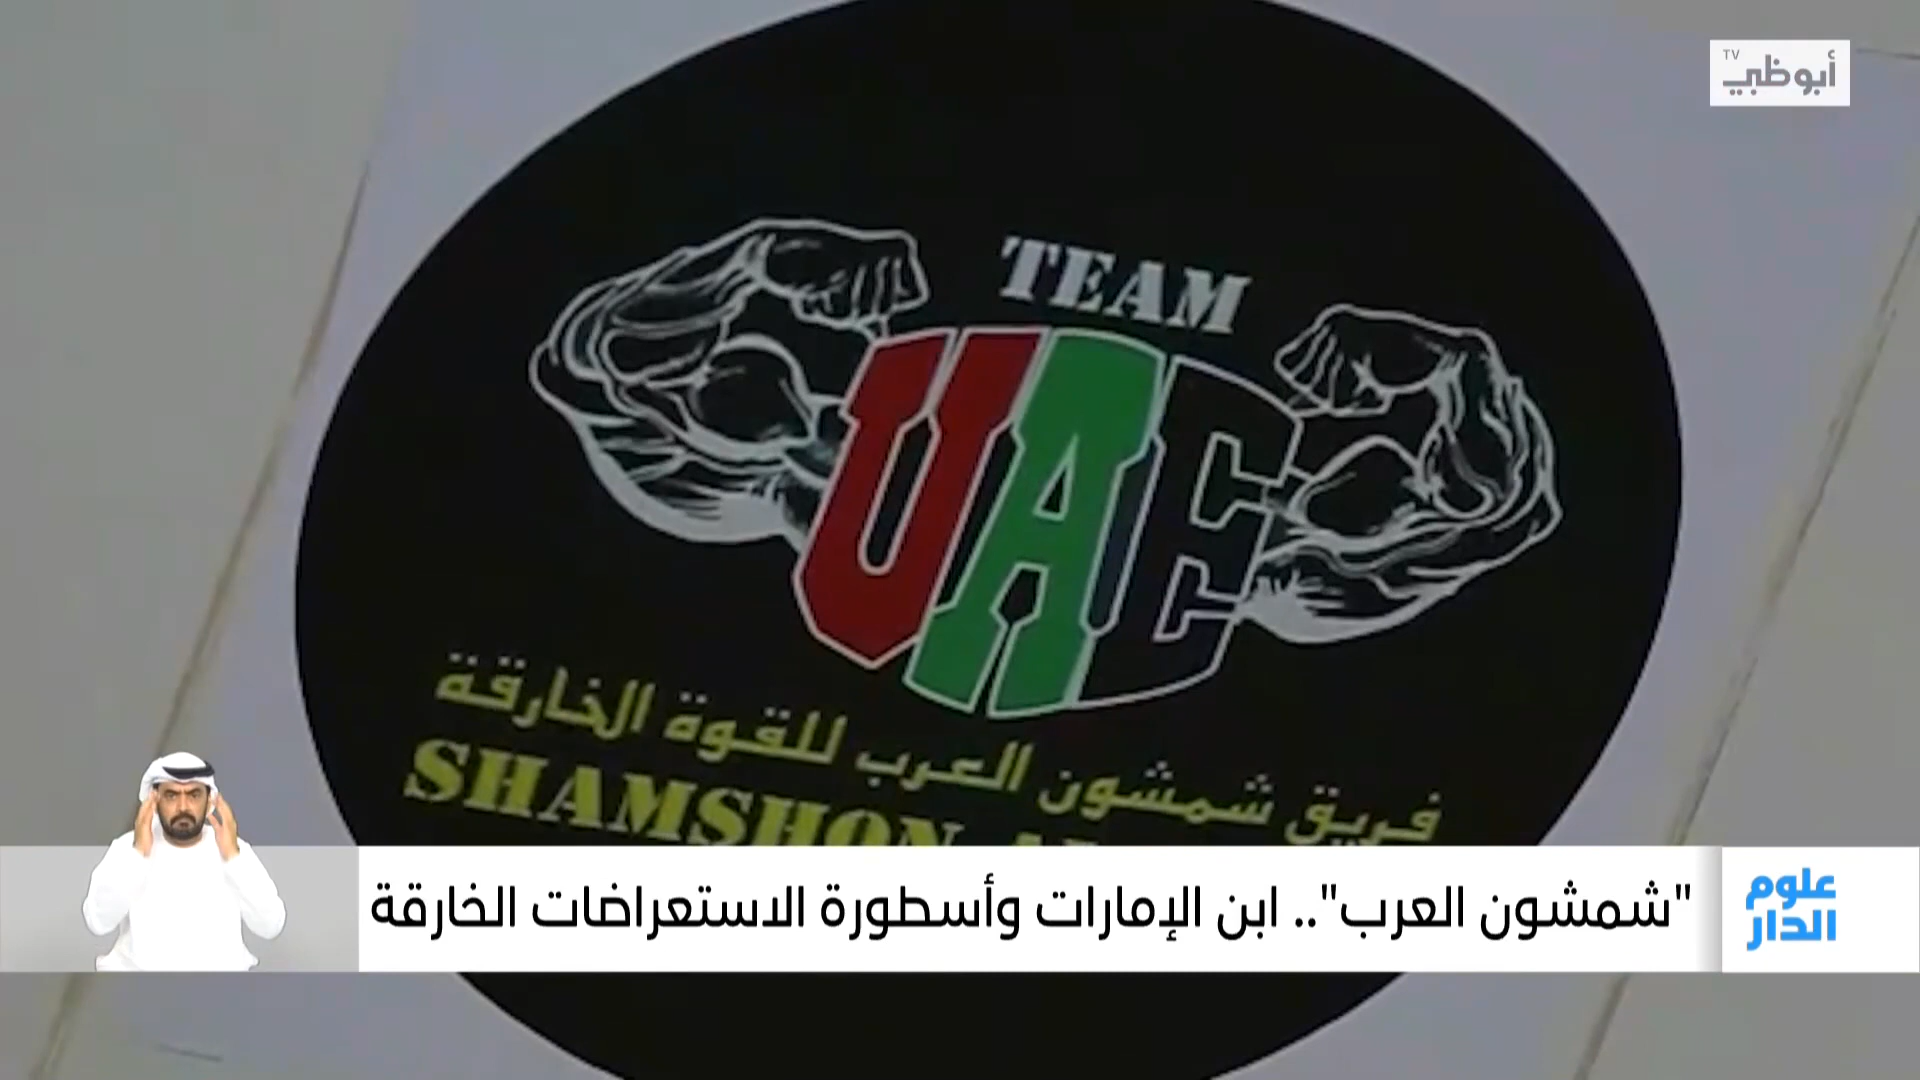 TV
أبوظبي
TEAM
UAE
فريق شمشون العرب للقوة الخارقة
SHAMSHON
"شمشون العرب".. ابن الإمارات وأسطورة الاستعراضات الخارقة
علوم
الدار